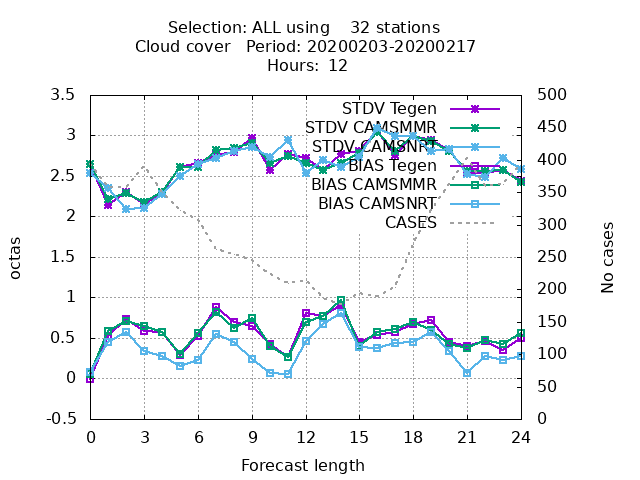 Selection: ALL using    32 stations
Cloud cover   Period: 20200203-20200217
Hours:  12
3.5
3
2.5
2
1.5
1
0.5
0
-0.5
octas
500
450
400
350
300
250
200
150
100
50
0
No cases
STDV Tegen
STDV CAMSMMR
STDV CAMSNRT
BIAS Tegen
BIAS CAMSMMR
BIAS CAMSNRT
CASES
0 3 6 9 12 15 18 21 24
Forecast length